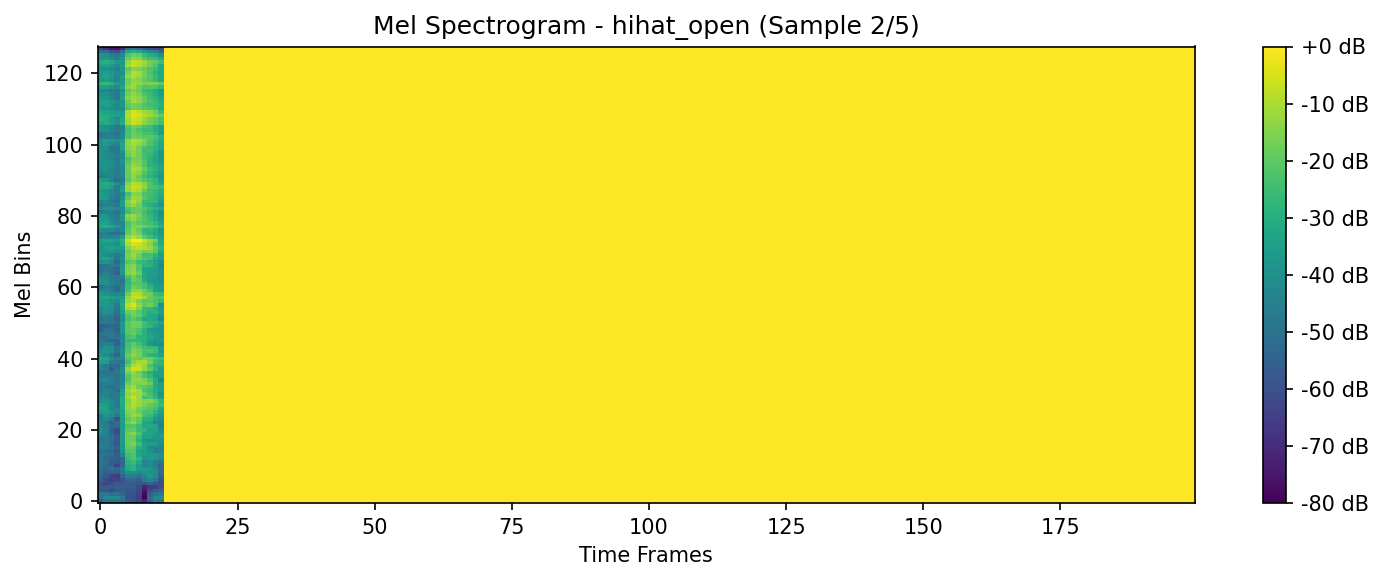 Mel Spectrogram - hihat_open (Sample 2/5)
Mel Bins
120
100
80
60
40
20
0
0 25 50 75 100 125 150 175
Time Frames
+0 dB
-10 dB
-20 dB
-30 dB
-40 dB
-50 dB
-60 dB
-70 dB
-80 dB